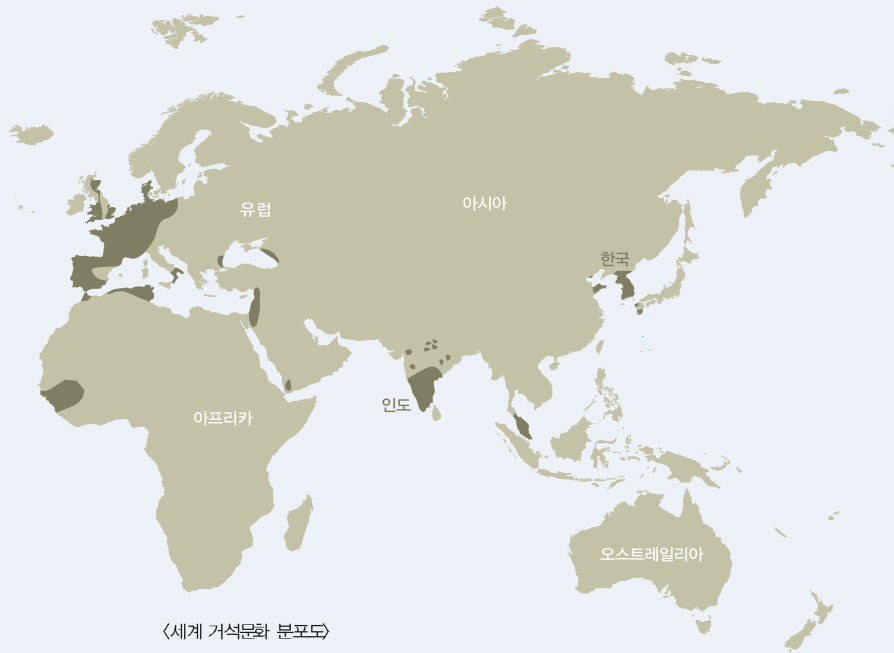 유럽
아시아
한국
인도
아프리카
오스트레일리아
〈세계 거석문화 분포도〉